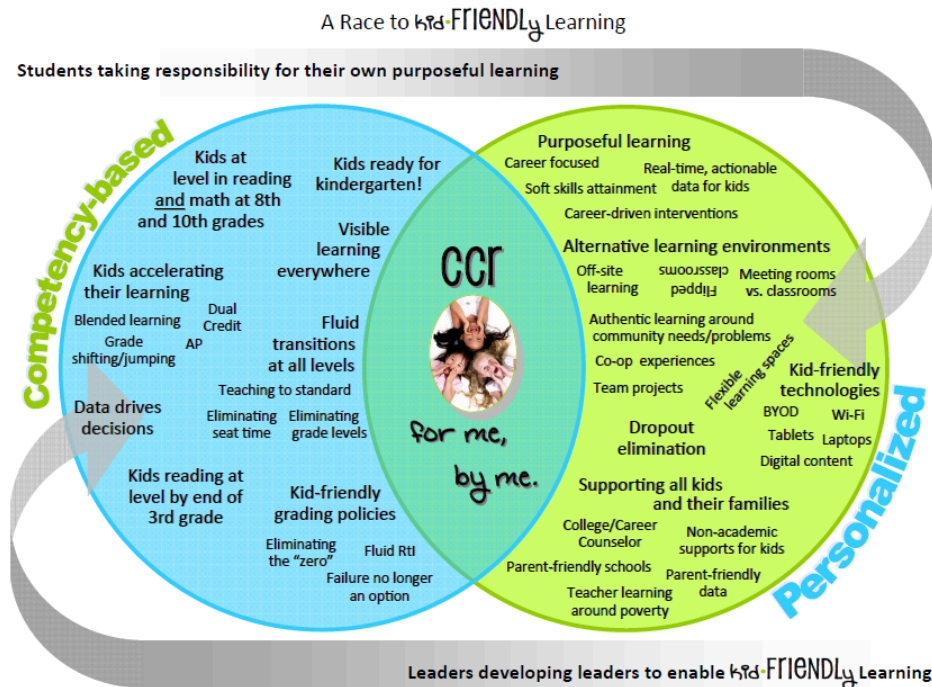 A Race to kid·FRIENDLy Learning
Students taking responsibility for their own purposeful learning
Competency-based
Kids at
level in reading
and math at 8th
and 10th grades
Kids ready for
kindergarten!
Visible
learning
everywhere
Kids accelerating
their learning
Blended learning
Dual
Credit
Grade
shifting/jumping
AP
Fluid
transitions
at all levels
Teaching to standard
Eliminating
seat time
Eliminating
grade levels
Data drives
decisions
Kids reading at
level by end of
3rd grade
Kid-friendly
grading policies
Eliminating
the “zero”
Fluid RtI
Failure no longer
an option
ccr
for me,
by me.
Purposeful learning
Career focused
Real-time, actionable
data for kids
Soft skills attainment
Career-driven interventions
Alternative learning environments
Off-site
learning
Flipped
classrooms
Meeting rooms
vs. classrooms
Authentic learning around
community needs/problems
Co-op experiences
Team projects
Flexible
learning spaces
Kid-friendly
technologies
BYOD
Wi-Fi
Tablets
Laptops
Digital content
Dropout
elimination
Supporting all kids
and their families
College/Career
Counselor
Non-academic
supports for kids
Parent-friendly schools
Parent-friendly
data
Teacher learning
around poverty
Personalized
Leaders developing leaders to enable kid·FRIENDLy Learning